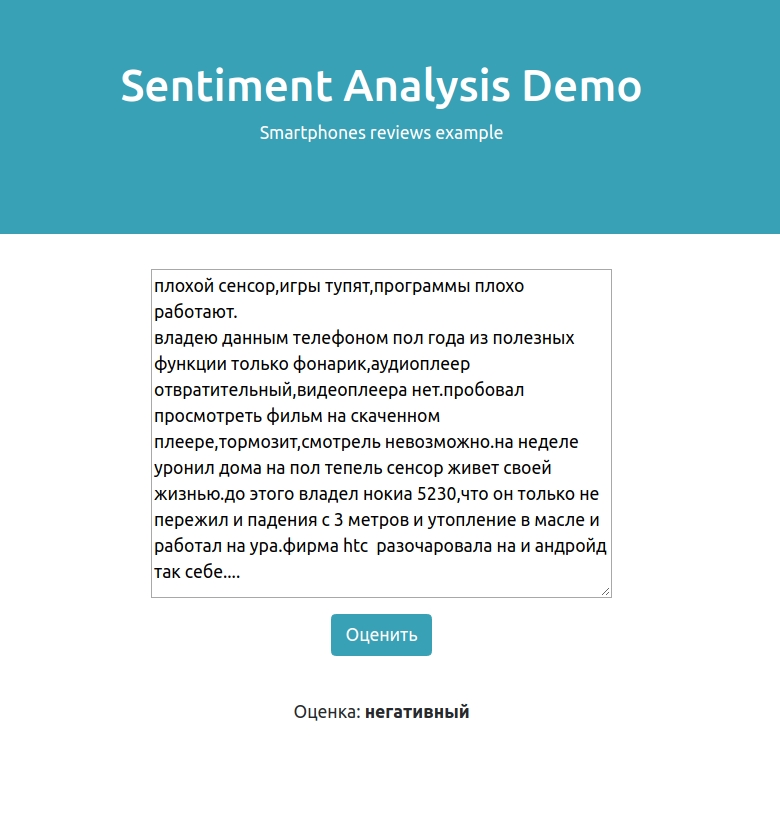 Sentiment Analysis Demo
Smartphones reviews example
плохой сенсор,игры тупят,программы плохо
работают.
владею данным телефоном пол года из полезных
функции только фонарик,аудиоплеер
отвратительный,видеоплеера нет.пробовал
просмотреть фильм на скаченном
плеере,тормозит,смотрель невозможно.на неделе
уронил дома на пол тепель сенсор живет своей
жизнью.до этого владел нокиа 5230,что он только не
пережил и падения с 3 метров и утопление в масле и
работал на ура.фирма htc  разочаровала на и андройд
так себе....
Оценить
Оценка: негативный